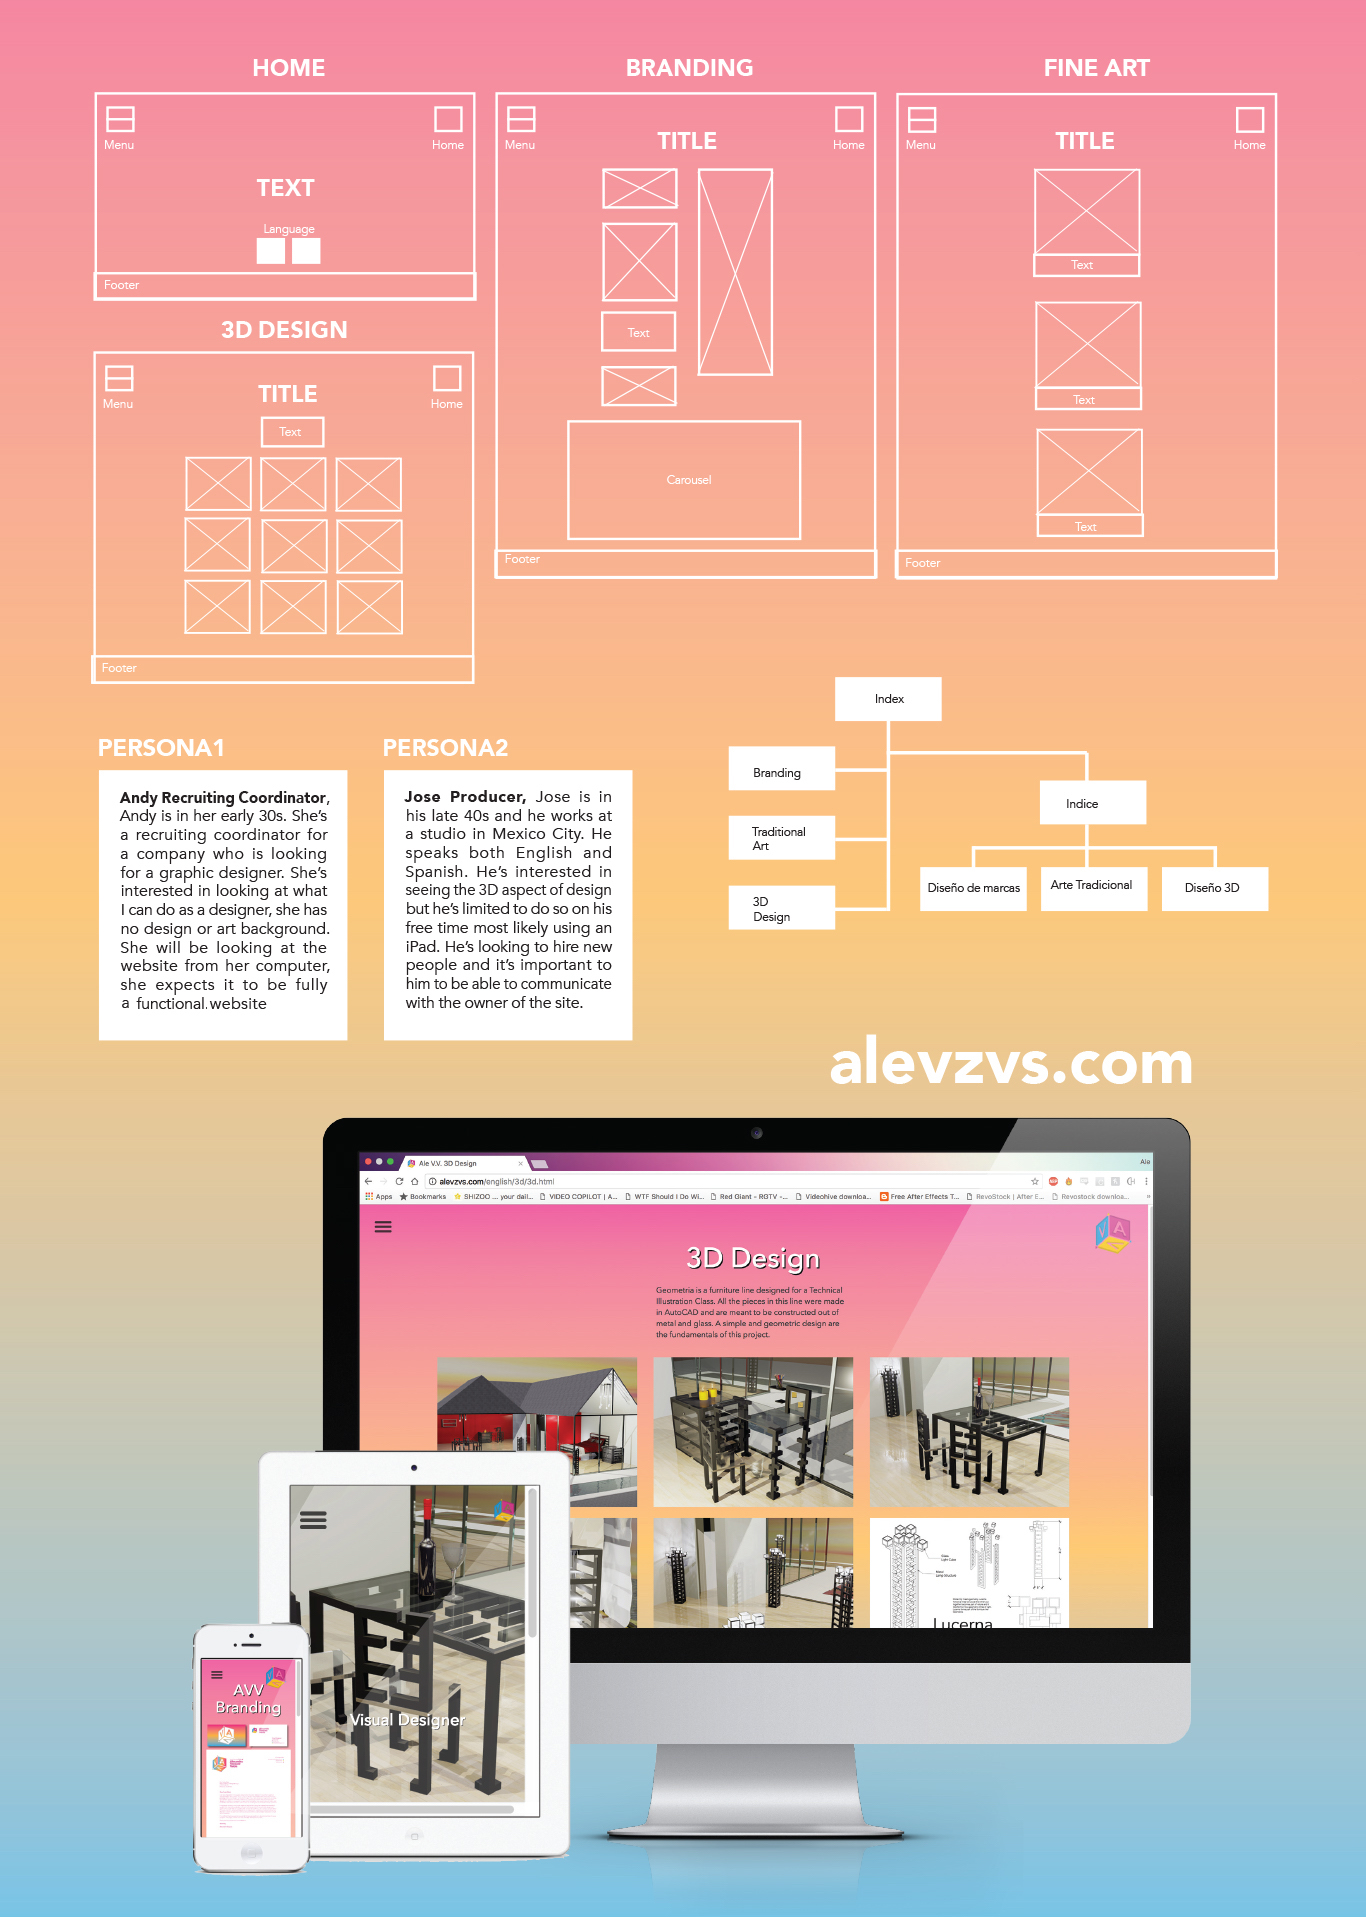 HOME
Menu
Home
TEXT
Language
Footer
BRANDING
Menu
Home
TITLE
Text
Carousel
Footer
FINE ART
Menu
Home
TITLE
Text
Text
Text
Footer
3D DESIGN
Menu
Home
TITLE
Text
Footer
PERSONA1
Andy Recruiting Coordinator,
Andy is in her early 30s. She's
a recruiting coordinator for
a company who is looking
for a graphic designer. She's
interested in looking at what
I can do as a designer, she has
no design or art background.
She will be looking at the
website from her computer,
she expects it to be fully
a functional.website
PERSONA2
Jose Producer, Jose is in
his late 40s and he works at
a studio in Mexico City. He
speaks both English and
Spanish. He's interested in
seeing the 3D aspect of design
but he's limited to do so on his
free time most likely using an
iPad. He's looking to hire new
people and it's important to
him to be able to communicate
with the owner of the site.
Index
Branding
Traditional
Art
3D
Design
Indice
Diseño de marcas
Arte Tradicional
Diseño 3D
alevzvs.com
Ale V.V. 3D Design
Ale
alevzvs.com/english/3d/3d.html
Apps
Bookmarks
SHIZOO ... your dail...
VIDEO COPILOT | A...
WTF Should I Do Wi...
Red Giant - RGTV -...
Videohive downloa...
Free After Effects T...
RevoStock | After E...
Revostock downloa...
3D Design
Geometria is a furniture line designed for a Technical
Illustration Class. All the pieces in this line were made
in AutoCAD and are meant to be constructed out of
metal and glass. A simple and geometric design are
the fundamentals of this project.
Lucerna
Visual Designer
AVV
Branding